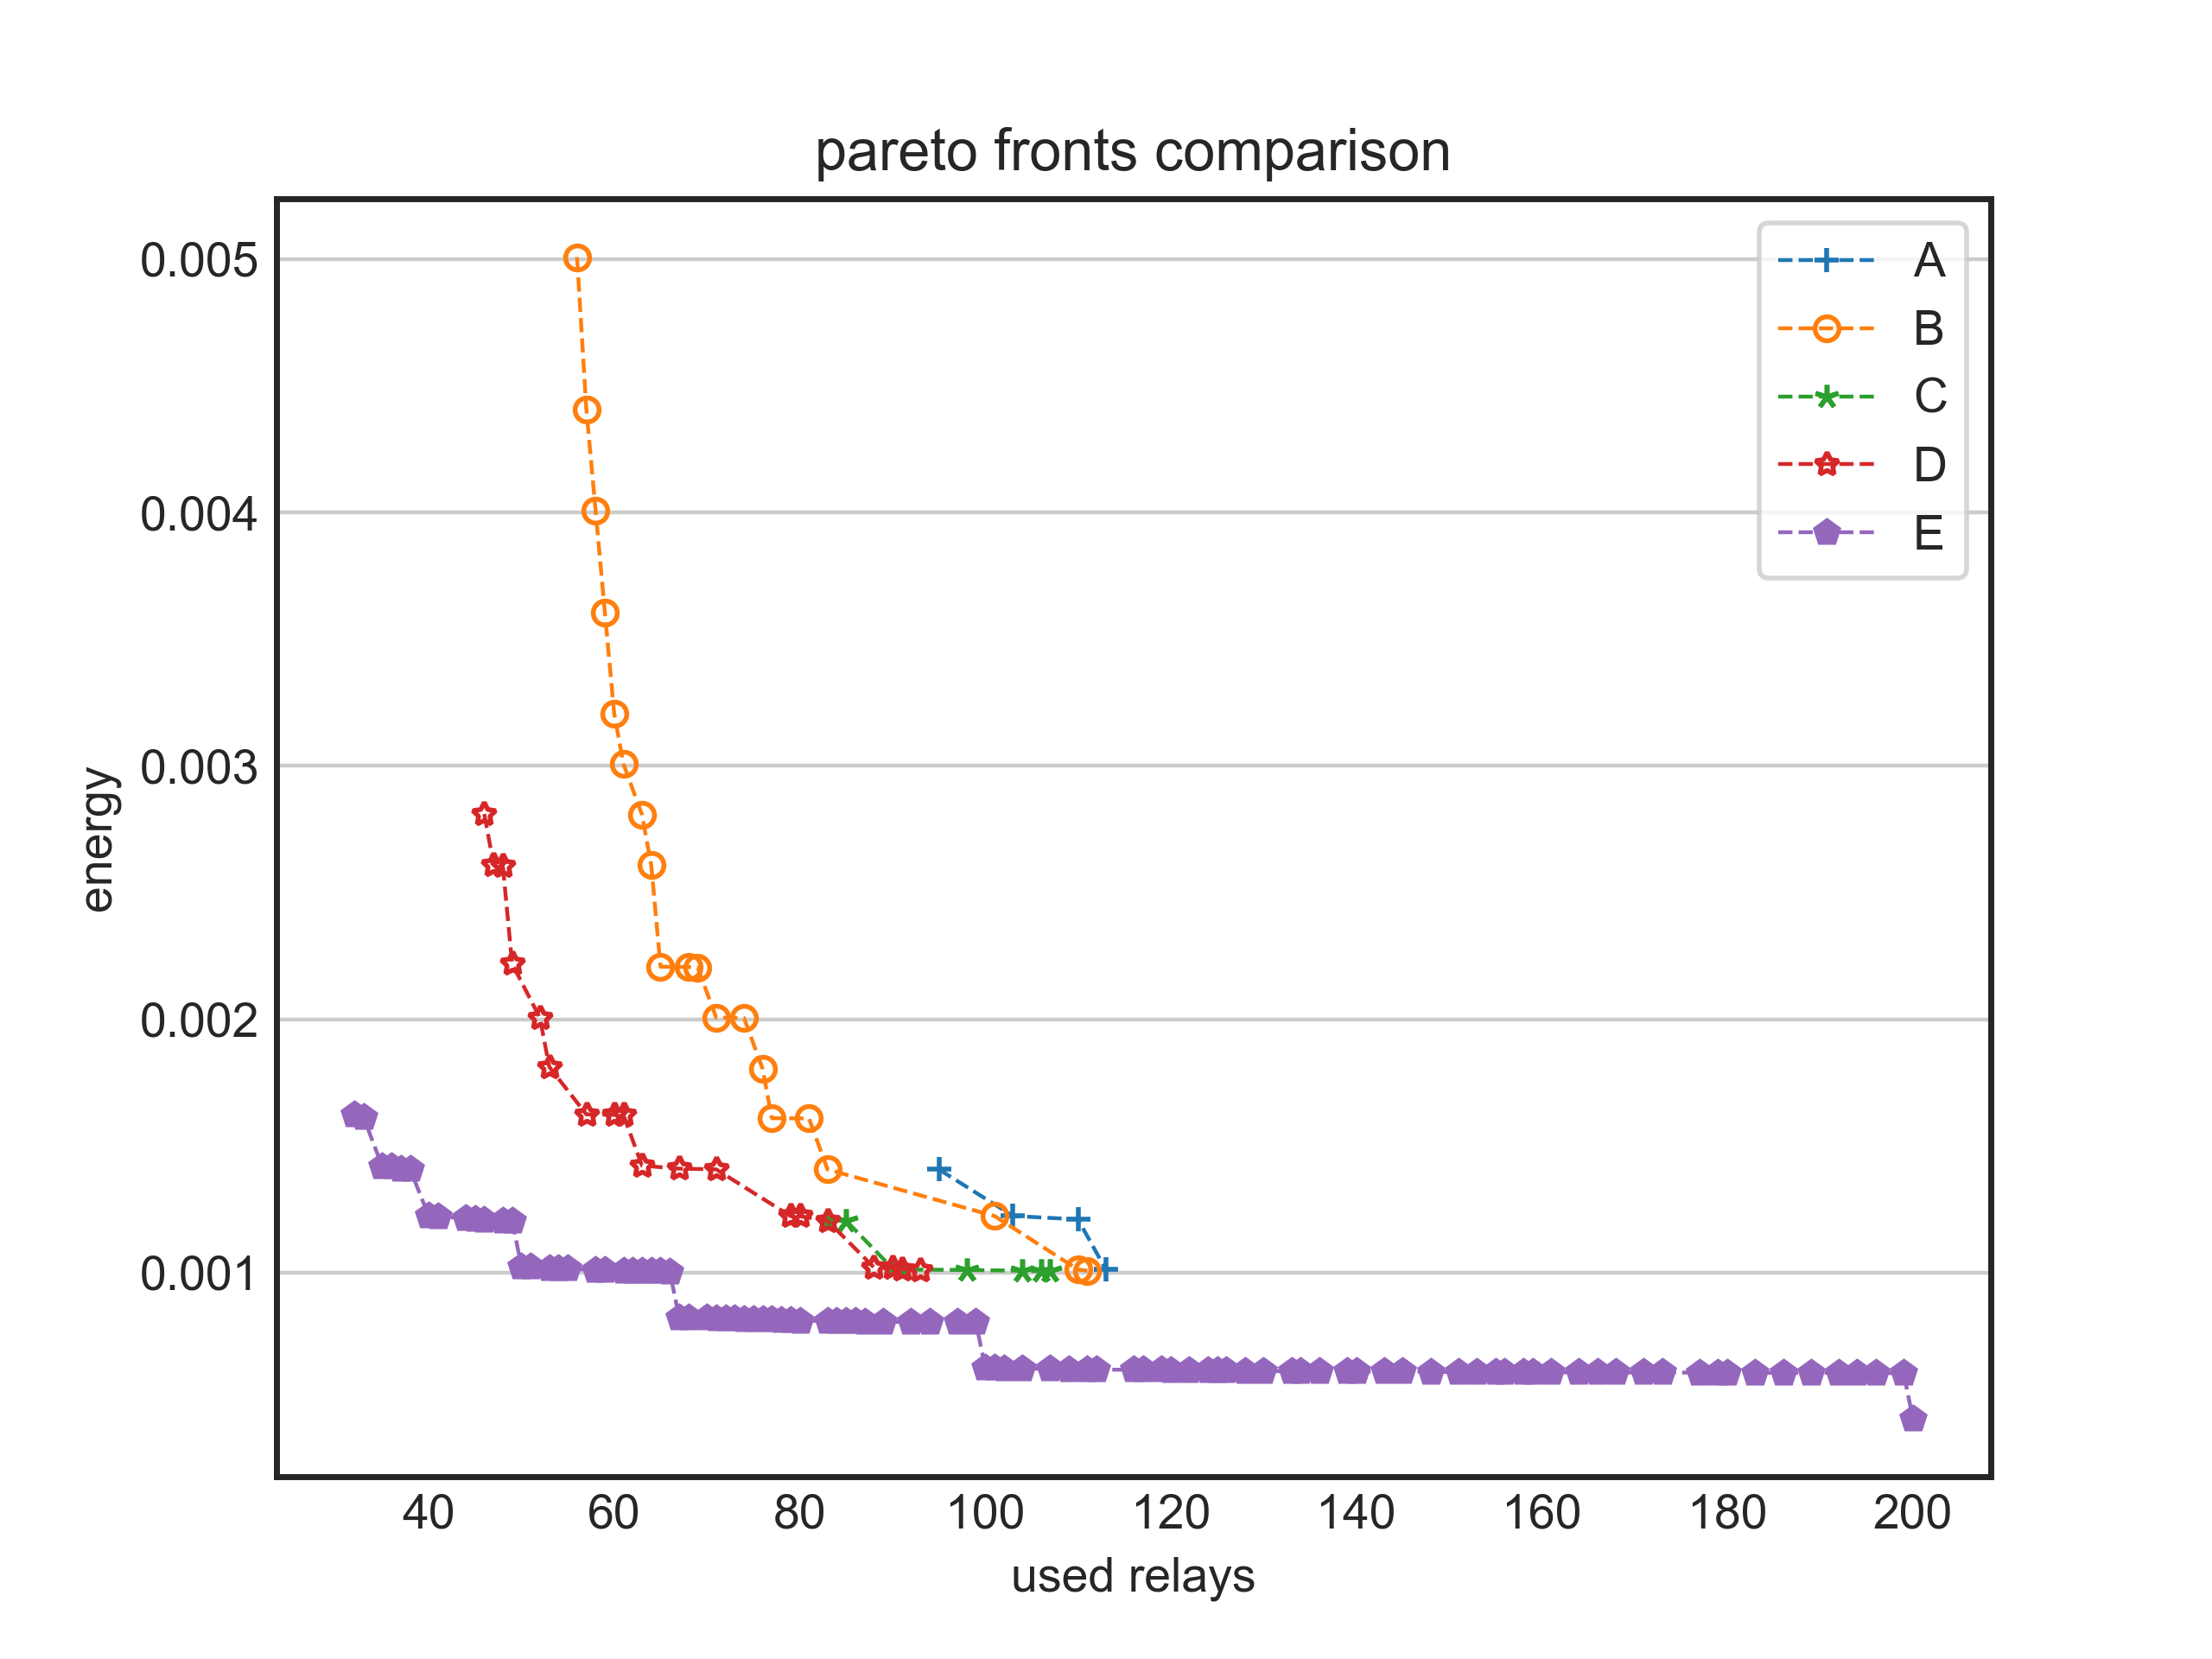 pareto fronts comparison
0.005
0.004
0.003
0.002
0.001
energy
A
B
C
D
E
40 60 80 100 120 140 160 180 200
used relays